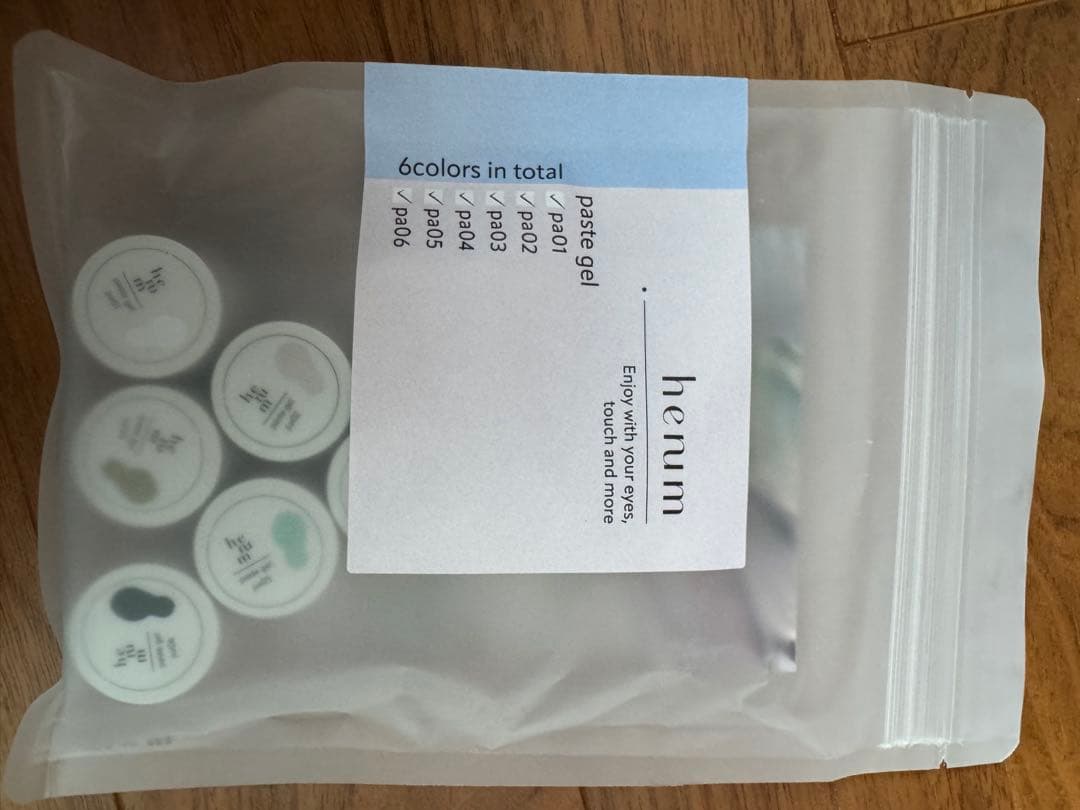 henum
Enjoy with your eyes,
touch and more
paste gel
✓ pa01
✓ pa02
✓ pa03
✓ pa04
✓ pa05
✓ pa06
6colors in total